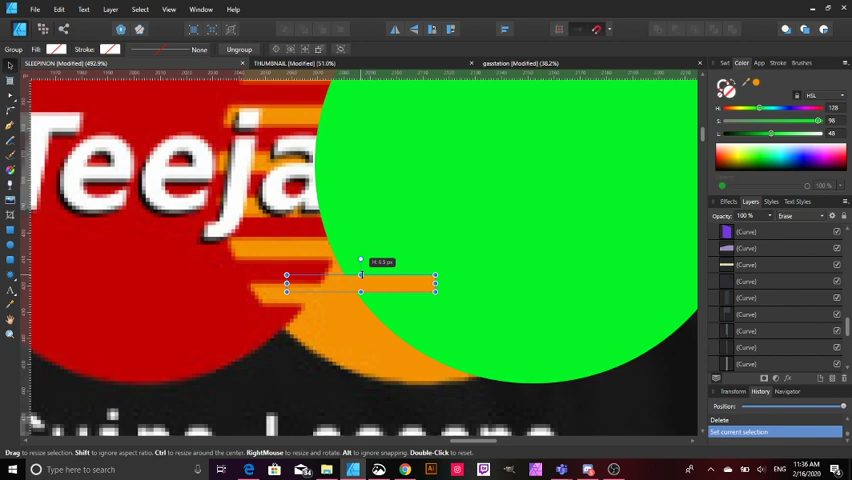 File Edit Text Layer Select View Window Help
Group Fill: Stroke: None Ungroup
SLEEPINON [Modified] (492.9%) THUMBNAIL [Modified] (51.0%) gasstation [Modified] (38.2%)
Set Color App Stroke Brushes
HSL
H: 128
S: 98
L: 48
100 %
Effects Layers Styles Text Styles
Opacity: 100 % Erase
(Curve)
(Curve)
(Curve)
(Curve)
(Curve)
(Curve)
(Curve)
(Curve)
(Curve)
Transform History Navigator
Position:
Delete
Set current selection
Teeja
H: 6.5 px
Drag to resize selection. Shift to ignore aspect ratio. Ctrl to resize around the center. RightMouse to resize and rotate. Alt to ignore snapping. Double-Click to reset.
Type here to search
ENG
11:36 AM
2/16/2020